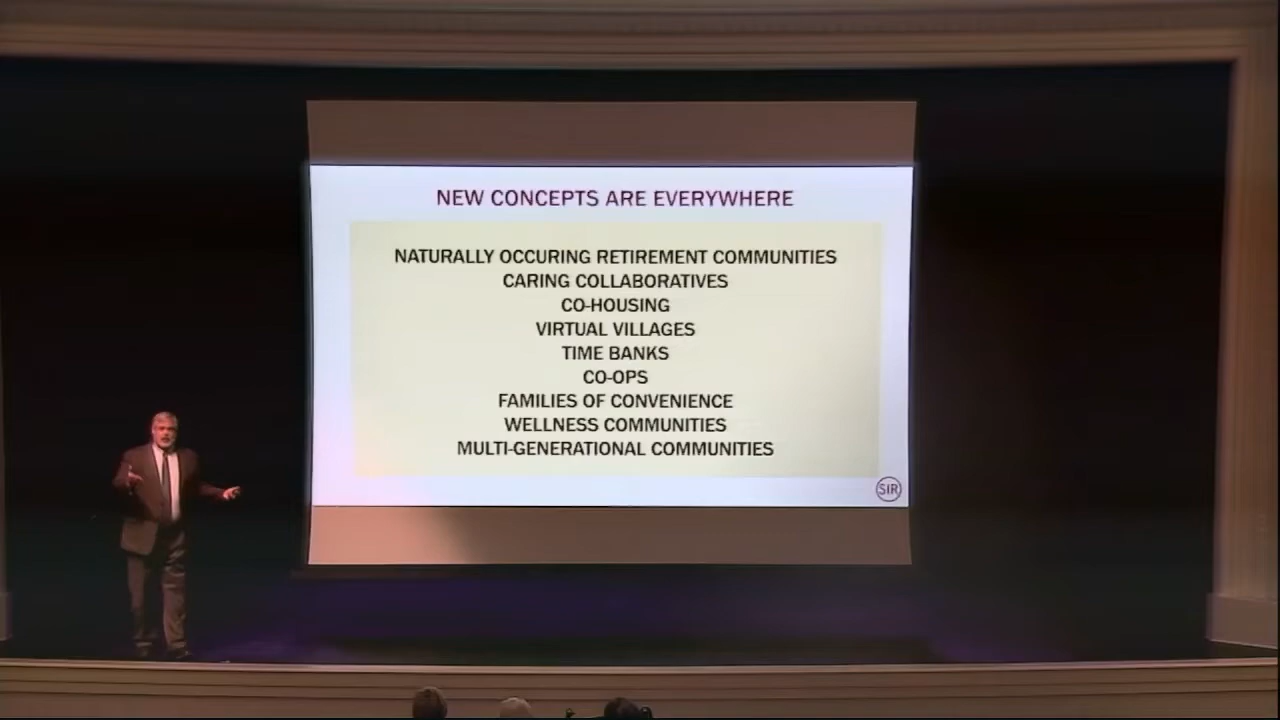 NEW CONCEPTS ARE EVERYWHERE
NATURALLY OCCURING RETIREMENT COMMUNITIES
CARING COLLABORATIVES
CO-HOUSING
VIRTUAL VILLAGES
TIME BANKS
CO-OPS
FAMILIES OF CONVENIENCE
WELLNESS COMMUNITIES
MULTI-GENERATIONAL COMMUNITIES
SIR